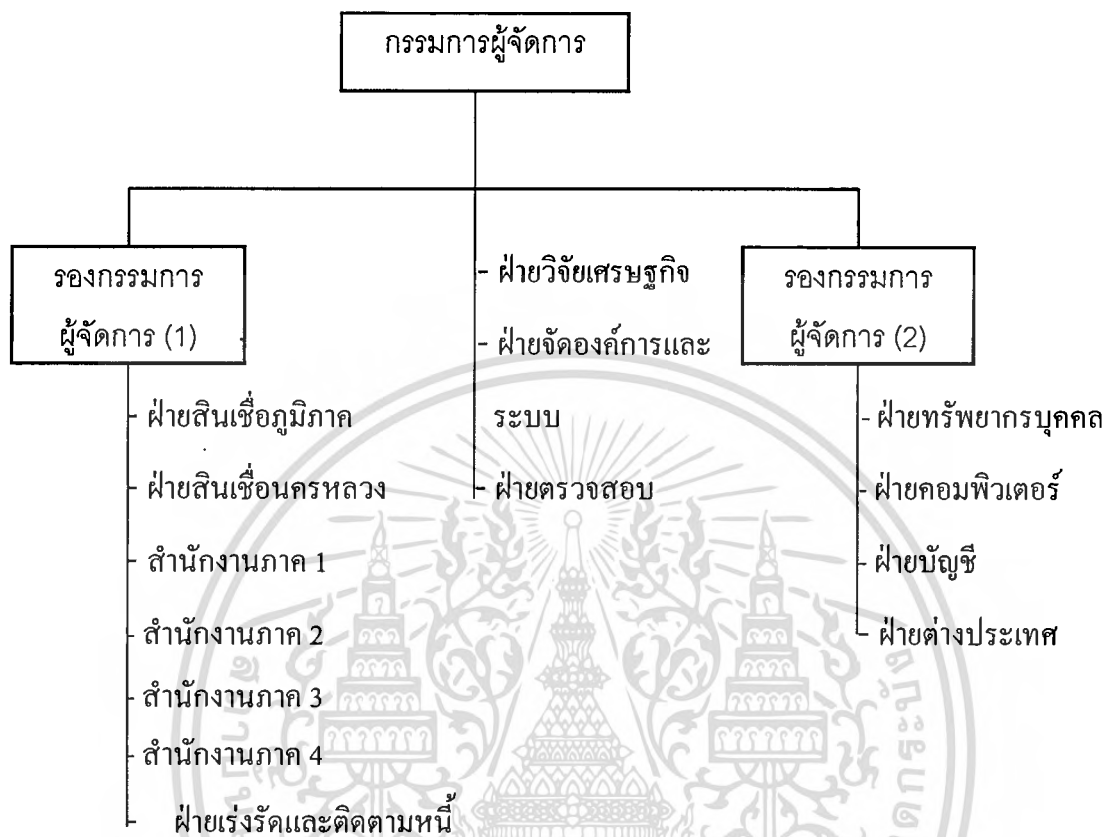 กรรมการผู้จัดการ
รองกรรมการ
ผู้จัดการ (1)
- ฝ่ายสินเชื่อภูมิภาค
- ฝ่ายสินเชื่อนครหลวง
- สำนักงานภาค 1
- สำนักงานภาค 2
- สำนักงานภาค 3
- สำนักงานภาค 4
- ฝ่ายเร่งรัดและติดตามหนี้
- ฝ่ายวิจัยเศรษฐกิจ
- ฝ่ายจัดองค์การและ
ระบบ
- ฝ่ายตรวจสอบ
รองกรรมการ
ผู้จัดการ (2)
- ฝ่ายทรัพยากรบุคคล
- ฝ่ายคอมพิวเตอร์
- ฝ่ายบัญชี
- ฝ่ายต่างประเทศ